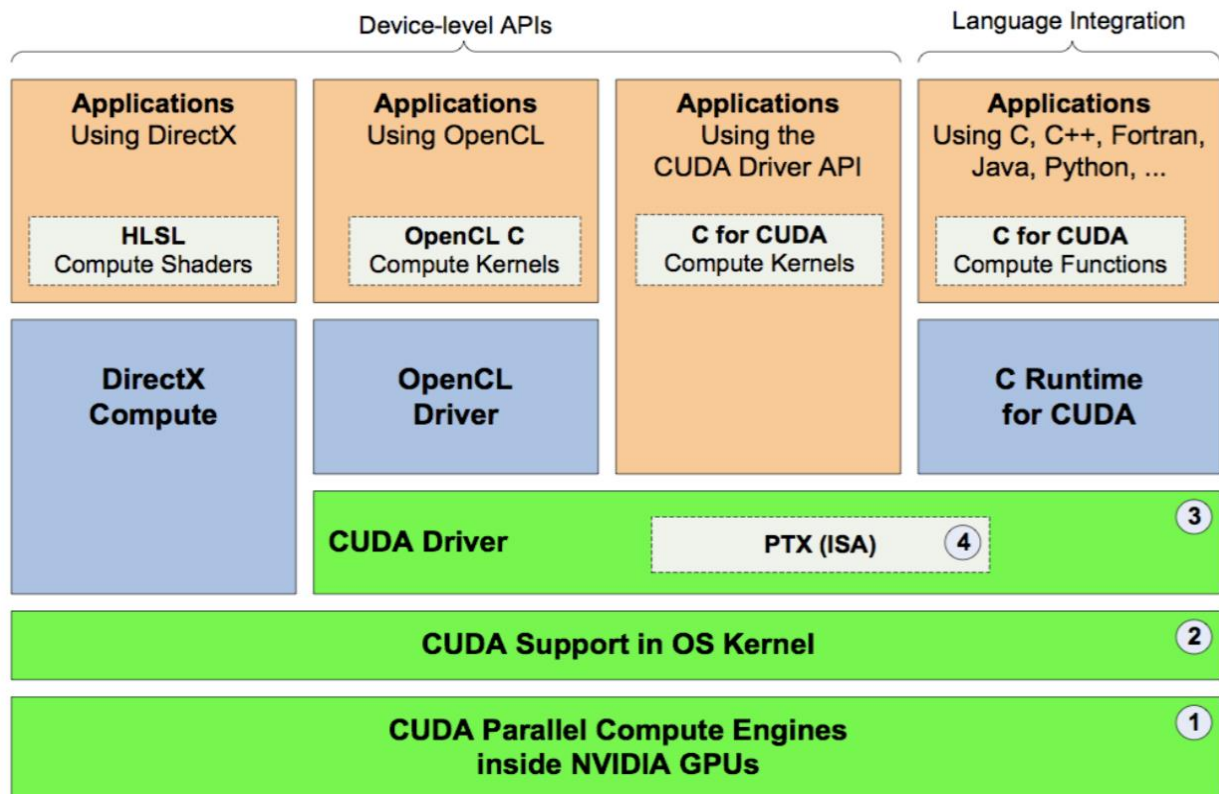 Device-level APIs
Language Integration
Applications
Using DirectX
HLSL
Compute Shaders
Applications
Using OpenCL
OpenCL C
Compute Kernels
Applications
Using the
CUDA Driver API
C for CUDA
Compute Kernels
Applications
Using C, C++, Fortran,
Java, Python, ...
C for CUDA
Compute Functions
DirectX
Compute
OpenCL
Driver
C Runtime
for CUDA
CUDA Driver
PTX (ISA)
4
3
CUDA Support in OS Kernel
2
CUDA Parallel Compute Engines
inside NVIDIA GPUs
1